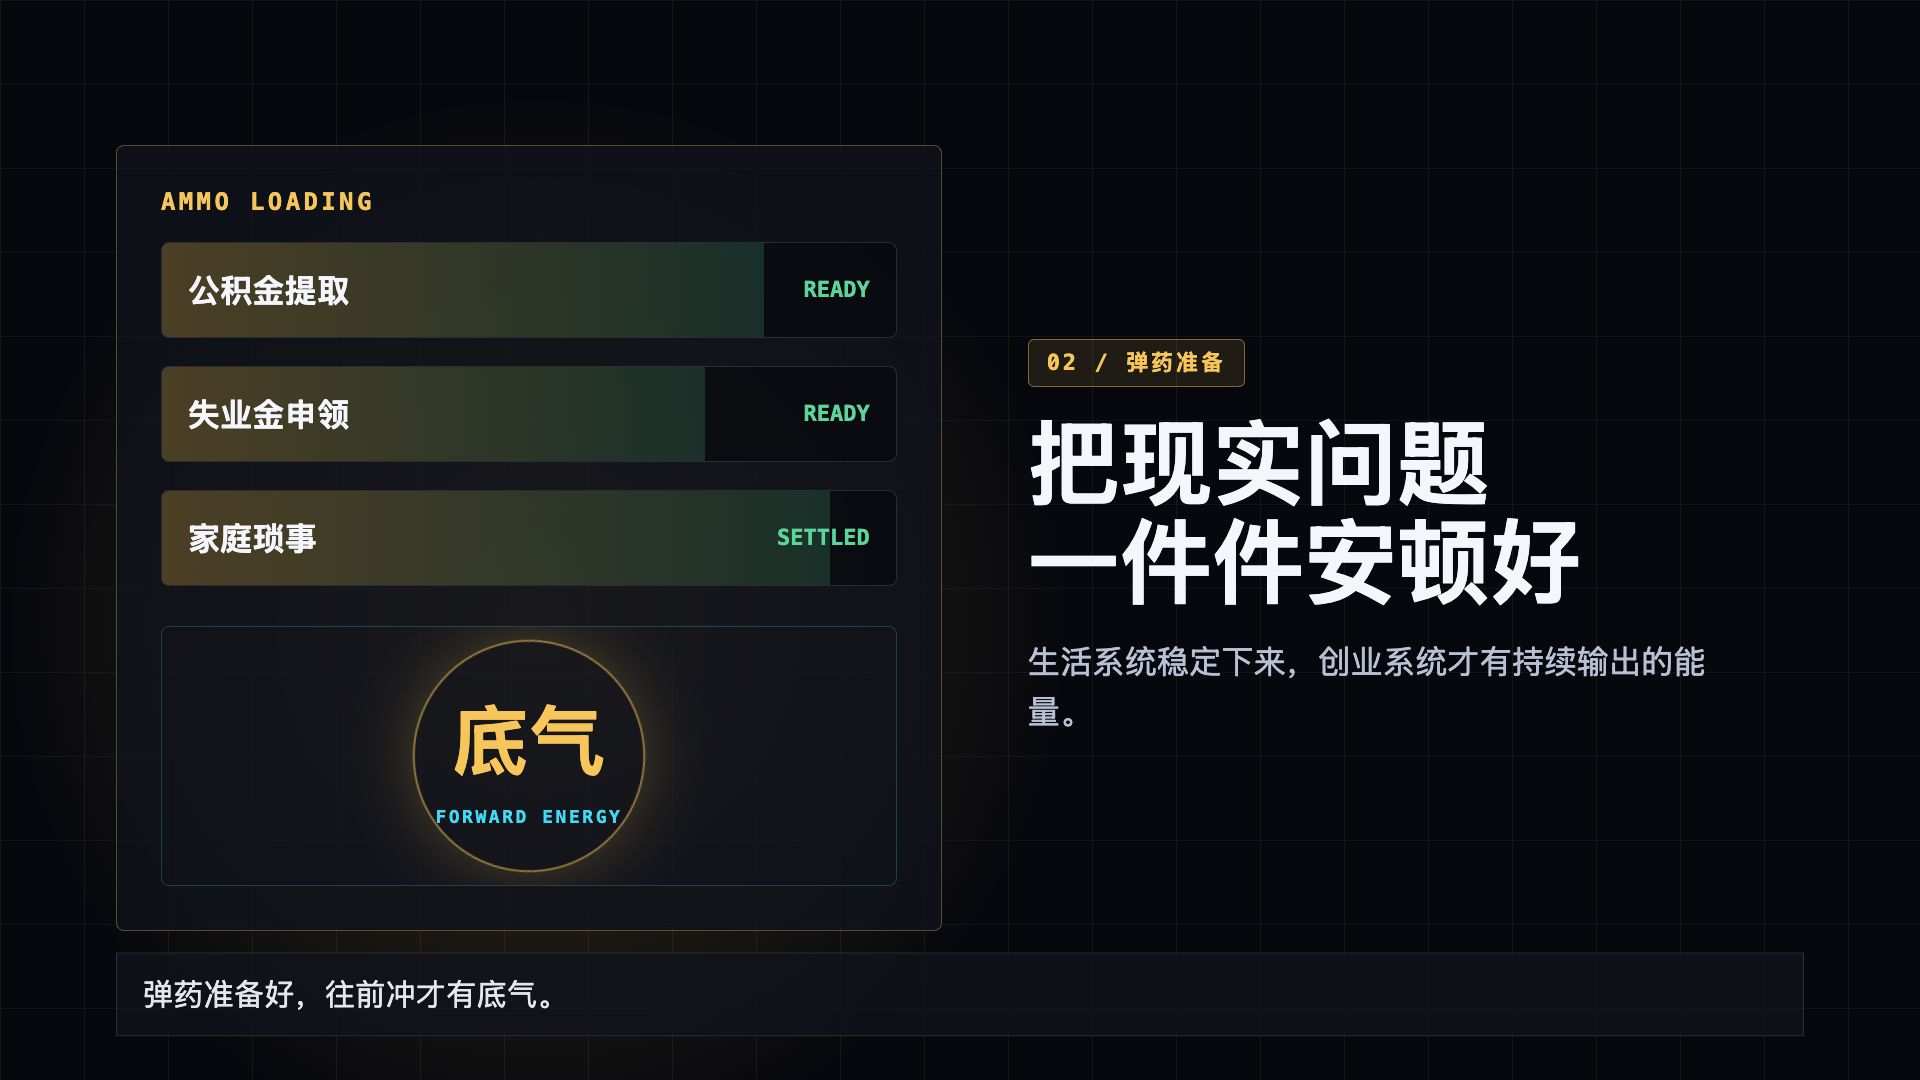 AMMO LOADING
公积金提取
READY
失业金申领
READY
家庭琐事
SETTLED
底气
FORWARD ENERGY
02 / 弹药准备
把现实问题
一件件安顿好
生活系统稳定下来，创业系统才有持续输出的能
量。
弹药准备好，往前冲才有底气。